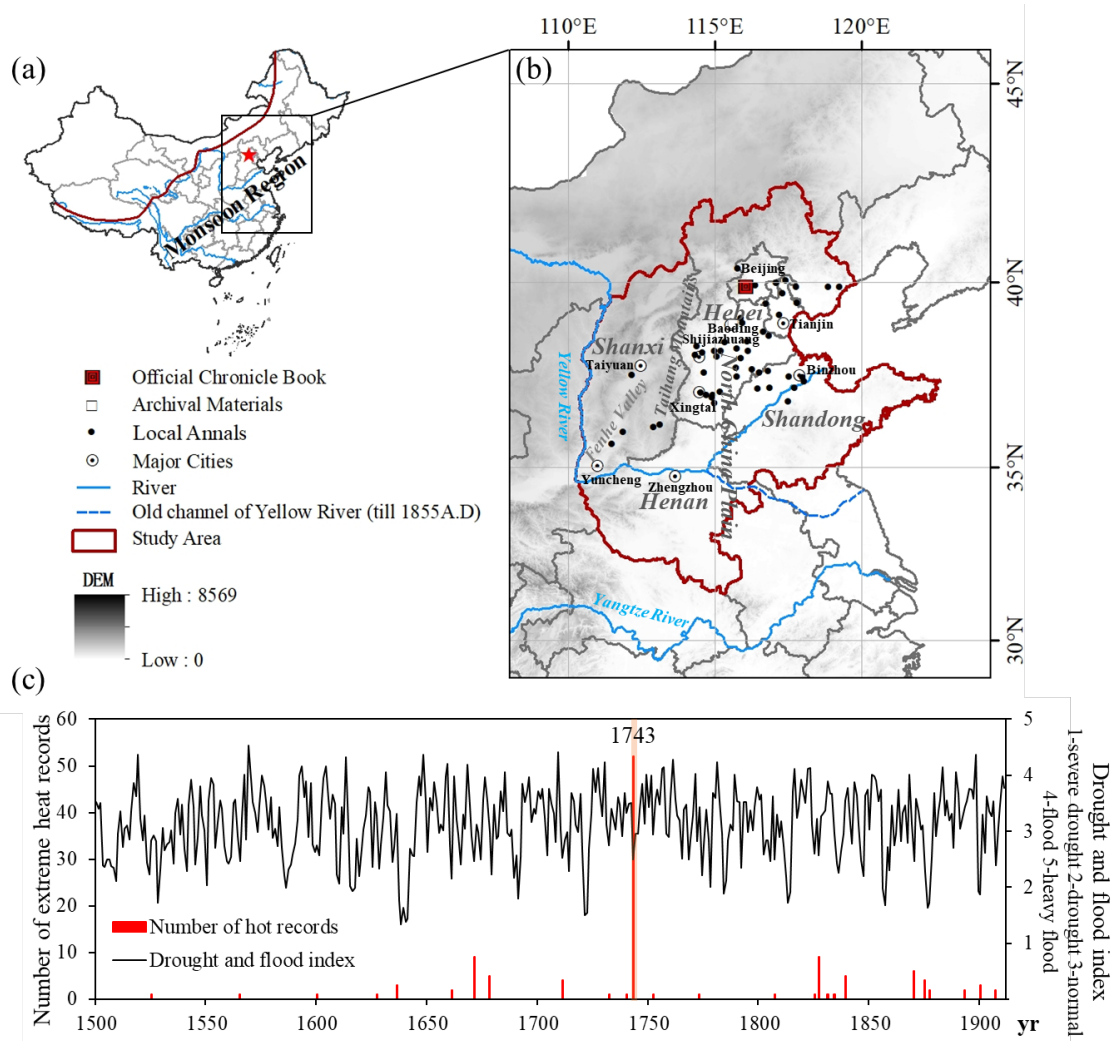 (a)
Monsoon Region
Official Chronicle Book
Archival Materials
Local Annals
Major Cities
River
Old channel of Yellow River (till 1855A.D)
Study Area
DEM
High : 8569
Low : 0
(b)
110°E
115°E
120°E
45°N
40°N
35°N
30°N
Beijing
Hebei
Tianjin
Baoding
Shijiazhuang
Shanxi
Taiyuan
Taihang Mountains
Binzhou
Xingtai
North China Plain
Shandong
Yellow River
Fenhe Valley
Yuncheng
Zhengzhou
Henan
Yangtze River
(c)
Number of extreme heat records
60
50
40
30
20
10
0
1743
Number of hot records
Drought and flood index
5
4
3
2
1
0
Drought and flood index
1-severe drought 2-drought 3-normal
4-flood 5-heavy flood
1500
1550
1600
1650
1700
1750
1800
1850
1900
yr